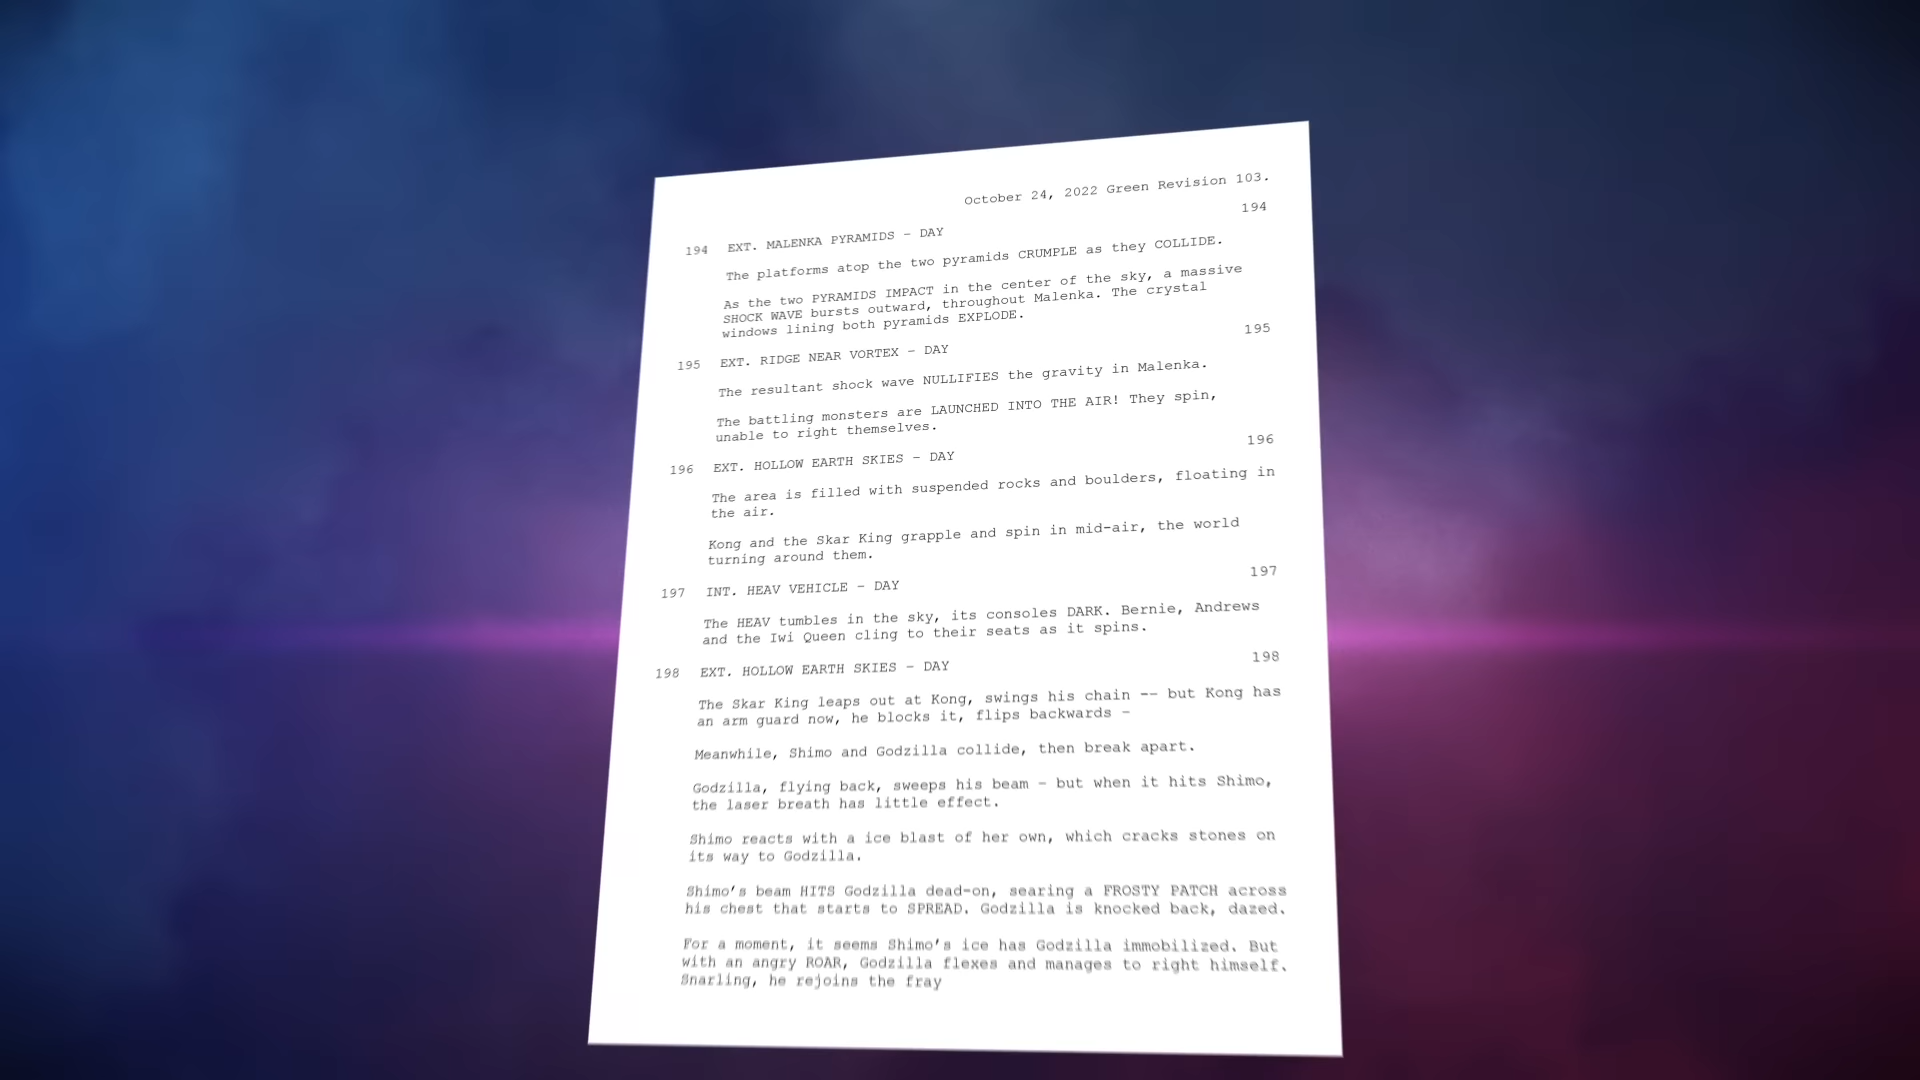 October 24, 2022 Green Revision 103.
194 EXT. MALENKA PYRAMIDS - DAY 194
The platforms atop the two pyramids CRUMPLE as they COLLIDE.
As the two PYRAMIDS IMPACT in the center of the sky, a massive
SHOCK WAVE bursts outward, throughout Malenka. The crystal
windows lining both pyramids EXPLODE.
195 EXT. RIDGE NEAR VORTEX - DAY 195
The resultant shock wave NULLIFIES the gravity in Malenka.
The battling monsters are LAUNCHED INTO THE AIR! They spin,
unable to right themselves.
196 EXT. HOLLOW EARTH SKIES - DAY 196
The area is filled with suspended rocks and boulders, floating in
the air.
Kong and the Skar King grapple and spin in mid-air, the world
turning around them.
197 INT. HEAV VEHICLE - DAY 197
The HEAV tumbles in the sky, its consoles DARK. Bernie, Andrews
and the Iwi Queen cling to their seats as it spins.
198 EXT. HOLLOW EARTH SKIES - DAY 198
The Skar King leaps out at Kong, swings his chain -- but Kong has
an arm guard now, he blocks it, flips backwards -
Meanwhile, Shimo and Godzilla collide, then break apart.
Godzilla, flying back, sweeps his beam - but when it hits Shimo,
the laser breath has little effect.
Shimo reacts with a ice blast of her own, which cracks stones on
its way to Godzilla.
Shimo's beam HITS Godzilla dead-on, searing a FROSTY PATCH across
his chest that starts to SPREAD. Godzilla is knocked back, dazed.
For a moment, it seems Shimo's ice has Godzilla immobilized. But
with an angry ROAR, Godzilla flexes and manages to right himself.
Snarling, he rejoins the fray